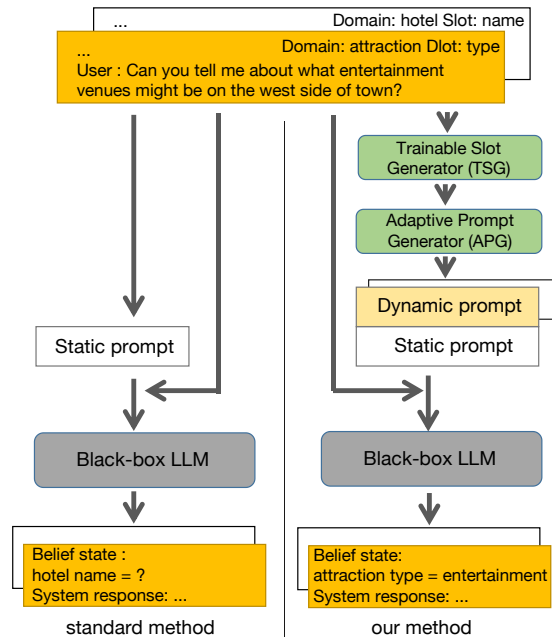 ... Domain: hotel Slot: name
... Domain: attraction Dlot: type
User : Can you tell me about what entertainment
venues might be on the west side of town?
Trainable Slot
Generator (TSG)
Adaptive Prompt
Generator (APG)
Dynamic prompt
Static prompt
Static prompt
Black-box LLM
Black-box LLM
Belief state :
hotel name = ?
System response: ...
Belief state:
attraction type = entertainment
System response: ...
standard method
our method